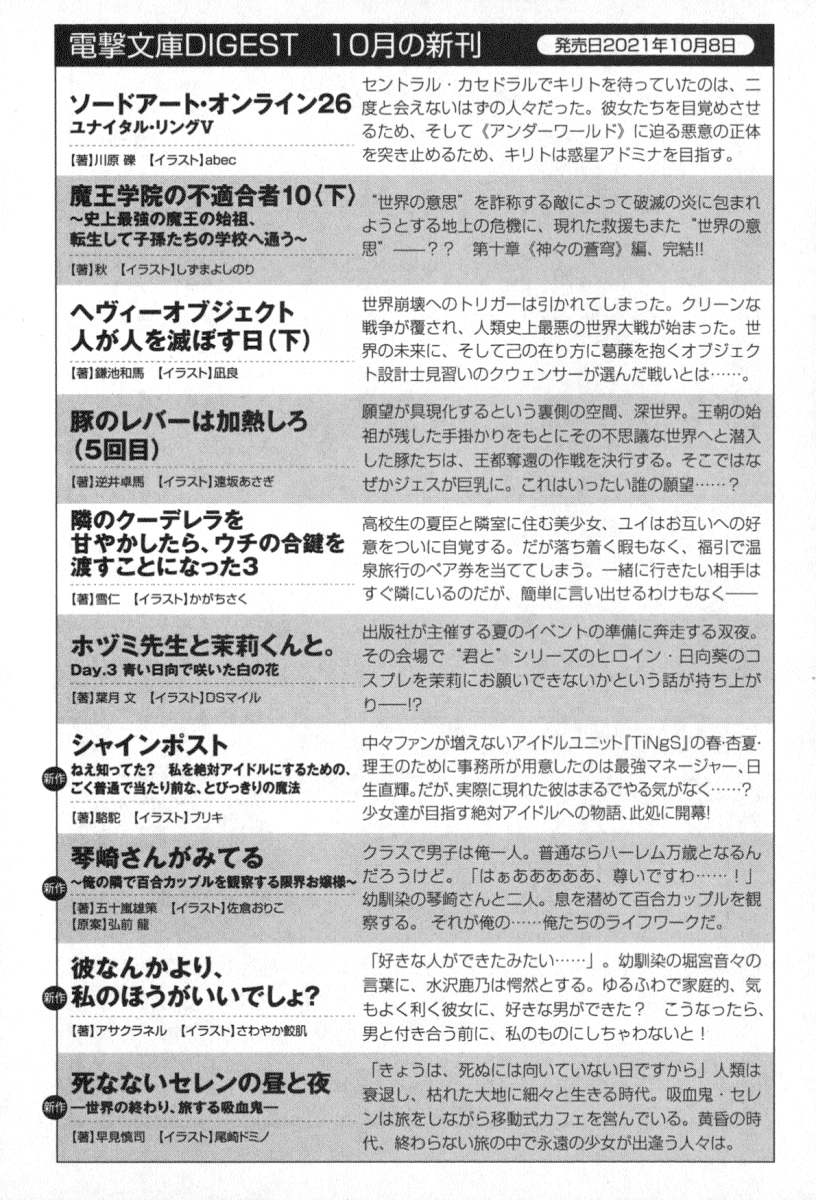 電撃文庫DIGEST　10月の新刊
発売日2021年10月8日
ソードアート・オンライン26
ユナイタル・リングV
【著】川原 礫　【イラスト】abec
セントラル・カセドラルでキリトを待っていたのは、二
度と会えないはずの人々だった。彼女たちを目覚めさせ
るため、そして《アンダーワールド》に迫る悪意の正体
を突き止めるため、キリトは惑星アドミナを目指す。
魔王学院の不適合者10〈下〉
～史上最強の魔王の始祖、
転生して子孫たちの学校へ通う～
【著】秋　【イラスト】しずまよしのり
“世界の意思”を詐称する敵によって破滅の炎に包まれ
ようとする地上の危機に、現れた救援もまた“世界の意
思”――？？　第十章《神々の蒼穹》編、完結!!
ヘヴィーオブジェクト
人が人を滅ぼす日（下）
【著】鎌池和馬　【イラスト】凪良
世界崩壊へのトリガーは引かれてしまった。クリーンな
戦争が覆され、人類史上最悪の世界大戦が始まった。世
界の未来に、そして己の在り方に葛藤を抱くオブジェク
ト設計士見習いのクウェンサーが選んだ戦いとは……。
豚のレバーは加熱しろ
（5回目）
【著】逆井卓馬　【イラスト】遠坂あさぎ
願望が具現化するという裏側の空間、深世界。王朝の始
祖が残した手掛かりをもとにその不思議な世界へと潜入
した豚たちは、王都奪還の作戦を決行する。そこではな
ぜかジェスが巨乳に。これはいったい誰の願望……？
隣のクーデレラを
甘やかしたら、ウチの合鍵を
渡すことになった3
【著】雪仁　【イラスト】かがちさく
高校生の夏臣と隣室に住む美少女、ユイはお互いへの好
意をついに自覚する。だが落ち着く暇もなく、福引で温
泉旅行のペア券を当ててしまう。一緒に行きたい相手は
すぐ隣にいるのだが、簡単に言い出せるわけもなく――
ホヅミ先生と茉莉くんと。
Day.3 青い日向で咲いた白の花
【著】葉月 文　【イラスト】DSマイル
出版社が主催する夏のイベントの準備に奔走する双夜。
その会場で“君と”シリーズのヒロイン・日向葵のコ
スプレを茉莉にお願いできないかという話が持ち上が
り――!?
新作
シャインポスト
ねえ知ってた？　私を絶対アイドルにするための、
ごく普通で当たり前な、とびっきりの魔法
【著】駱駝　【イラスト】ブリキ
中々ファンが増えないアイドルユニット『TiNgS』の春・杏夏・
理王のために事務所が用意したのは最強マネージャー、日
生直輝。だが、実際に現れた彼はまるでやる気がなく……？
少女達が目指す絶対アイドルへの物語、此処に開幕！
新作
琴崎さんがみてる
～俺の隣で百合カップルを観察する限界お嬢様～
【著】五十嵐雄策　【イラスト】佐倉おりこ
【原案】弘前 龍
クラスで男子は俺一人。普通ならハーレム万歳となるん
だろうけど。「はぁあああああ、尊いですわ……！」
幼馴染の琴崎さんと二人。息を潜めて百合カップルを観
察する。それが俺の……俺たちのライフワークだ。
新作
彼なんかより、
私のほうがいいでしょ？
【著】アサクラネル　【イラスト】さわやか鮫肌
「好きな人ができたみたい……」。幼馴染の堀宮音々の
言葉に、水沢鹿乃は愕然とする。ゆるふわで家庭的、気
もよく利く彼女に、好きな男ができた？　こうなったら、
男と付き合う前に、私のものにしちゃわないと！
新作
死なないセレンの昼と夜
―世界の終わり、旅する吸血鬼―
【著】早見慎司　【イラスト】尾崎ドミノ
「きょうは、死ぬには向いていない日ですから」人類は
衰退し、枯れた大地に細々と生きる時代。吸血鬼・セレ
ンは旅をしながら移動式カフェを営んでいる。黄昏の時
代、終わらない旅の中で永遠の少女が出逢う人々は。